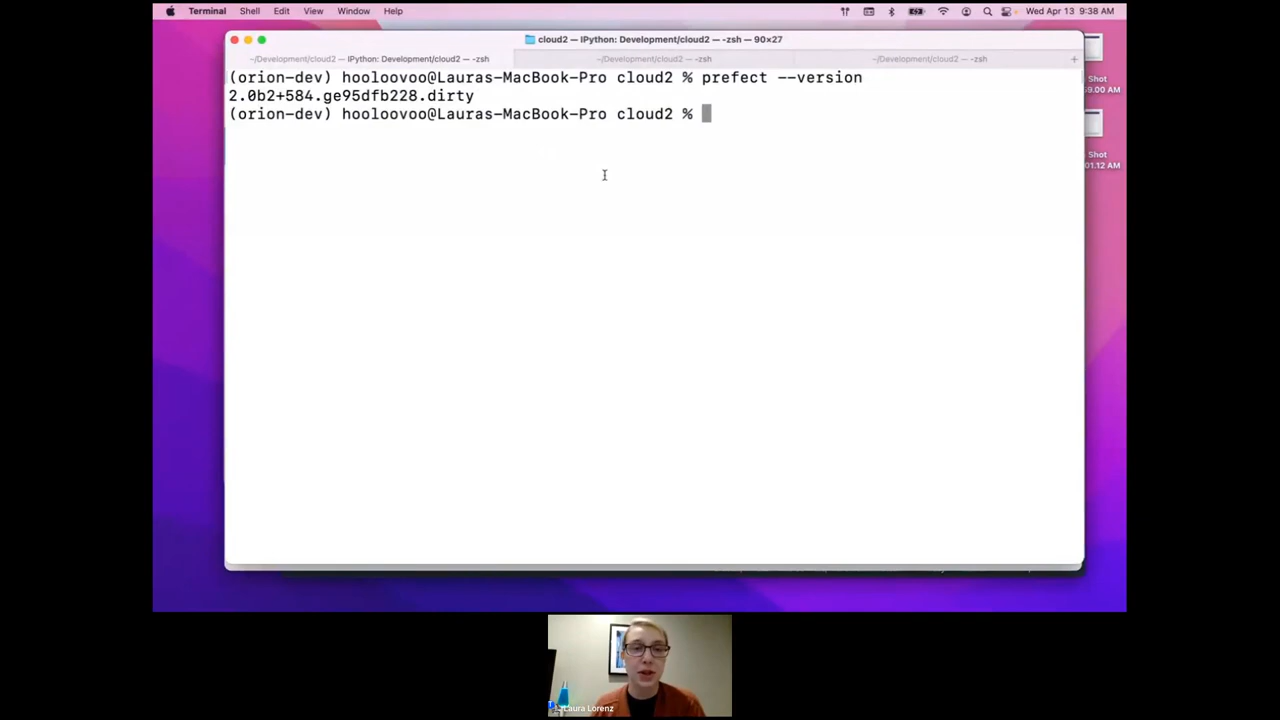 Terminal Shell Edit View Window Help Wed Apr 13 9:38 AM
cloud2 — IPython: Development/cloud2 — -zsh — 90×27
~/Development/cloud2 — IPython: Development/cloud2 — -zsh ~/Development/cloud2 — -zsh ~/Development/cloud2 — -zsh +
(orion-dev) hooloovoo@Lauras-MacBook-Pro cloud2 % prefect --version
2.0b2+584.ge95dfb228.dirty
(orion-dev) hooloovoo@Lauras-MacBook-Pro cloud2 %
Shot
Shot
Laura Lorenz